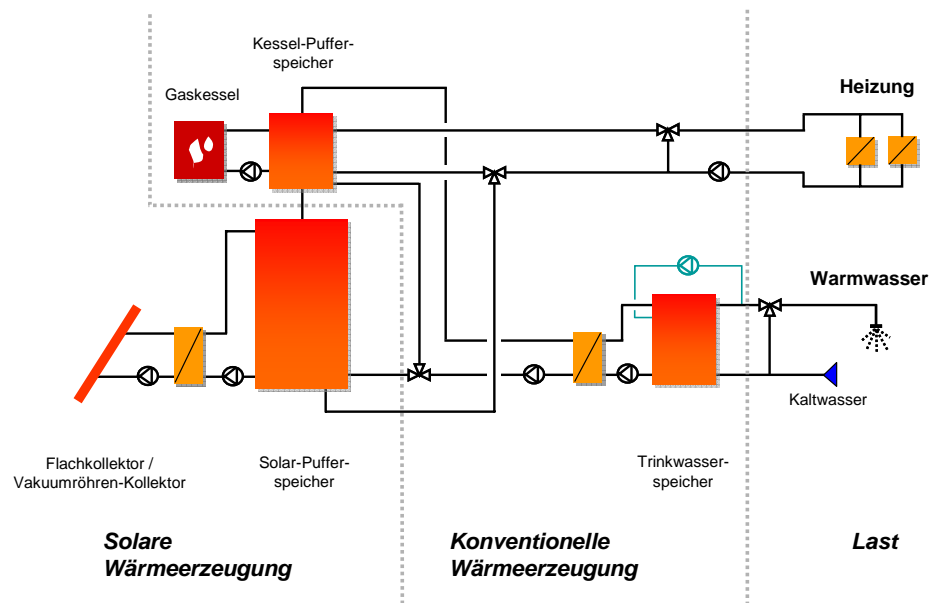 Kessel-Puffer-
speicher
Gaskessel
Heizung
Warmwasser
Kaltwasser
Flachkollektor /
Vakuumröhren-Kollektor
Solar-Puffer-
speicher
Trinkwasser-
speicher
Solare
Wärmeerzeugung
Konventionelle
Wärmeerzeugung
Last